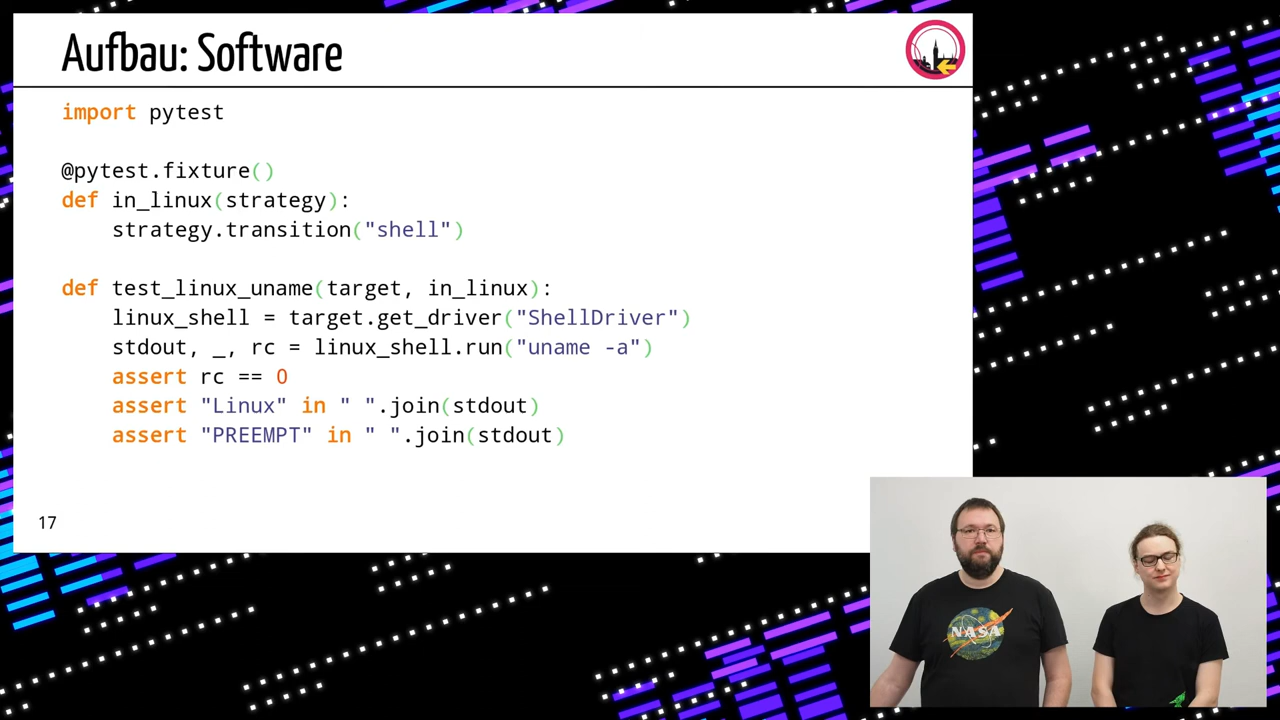 Aufbau: Software
import pytest
@pytest.fixture()
def in_linux(strategy):
    strategy.transition("shell")
def test_linux_uname(target, in_linux):
    linux_shell = target.get_driver("ShellDriver")
    stdout, _, rc = linux_shell.run("uname -a")
    assert rc == 0
    assert "Linux" in " ".join(stdout)
    assert "PREEMPT" in " ".join(stdout)
17
NASA